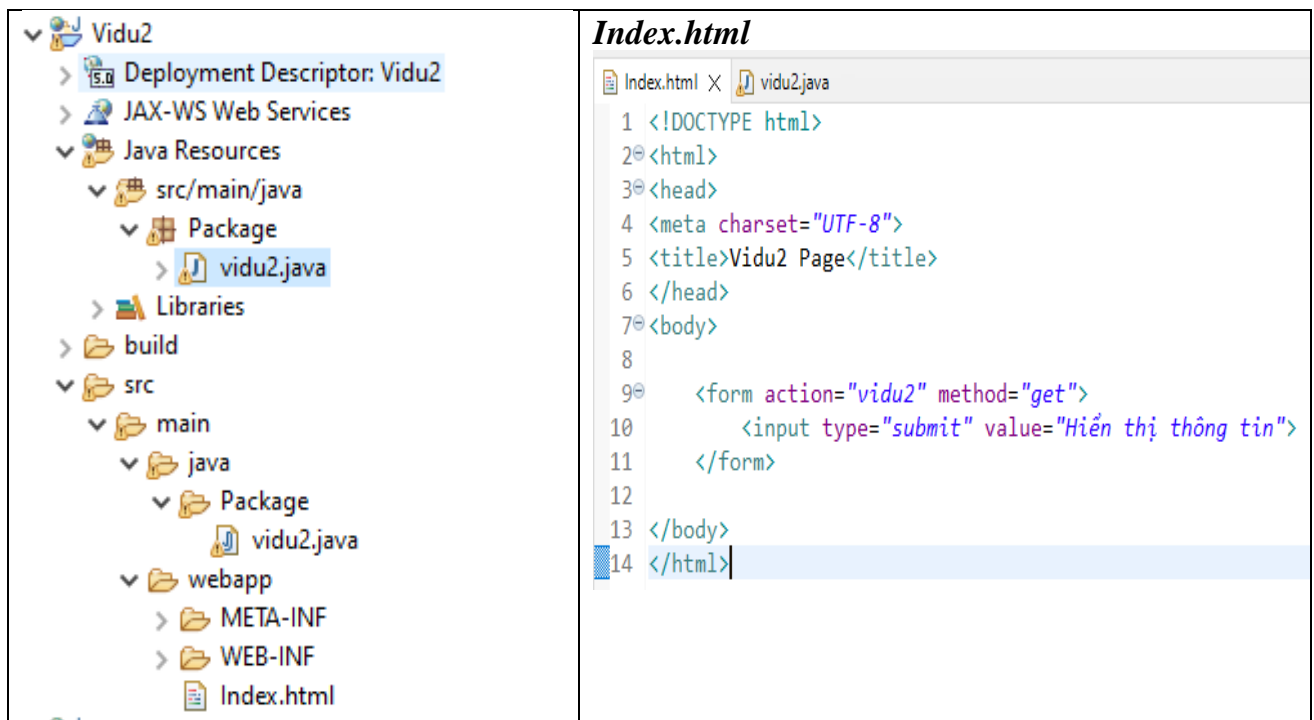 Vidu2
Deployment Descriptor: Vidu2
JAX-WS Web Services
Java Resources
src/main/java
Package
vidu2.java
Libraries
build
src
main
java
Package
vidu2.java
webapp
META-INF
WEB-INF
Index.html
Index.html
Index.html vidu2.java
1 <!DOCTYPE html>
2 <html>
3 <head>
4 <meta charset="UTF-8">
5 <title>Vidu2 Page</title>
6 </head>
7 <body>
8
9 <form action="vidu2" method="get">
10 <input type="submit" value="Hiển thị thông tin">
11 </form>
12
13 </body>
14 </html>